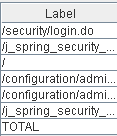 Label
/security/login.do
/j_spring_security_...
/
/configuration/admi...
/configuration/admi...
/j_spring_security_...
TOTAL